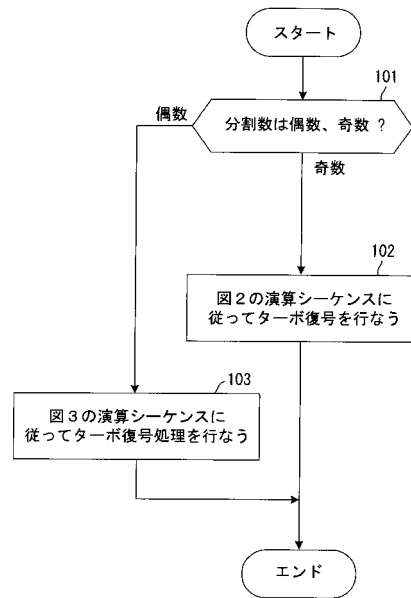 スタート
101
分割数は偶数、奇数 ?
偶数
奇数
102
図2の演算シーケンスに
従ってターボ復号を行なう
103
図3の演算シーケンスに
従ってターボ復号処理を行なう
エンド